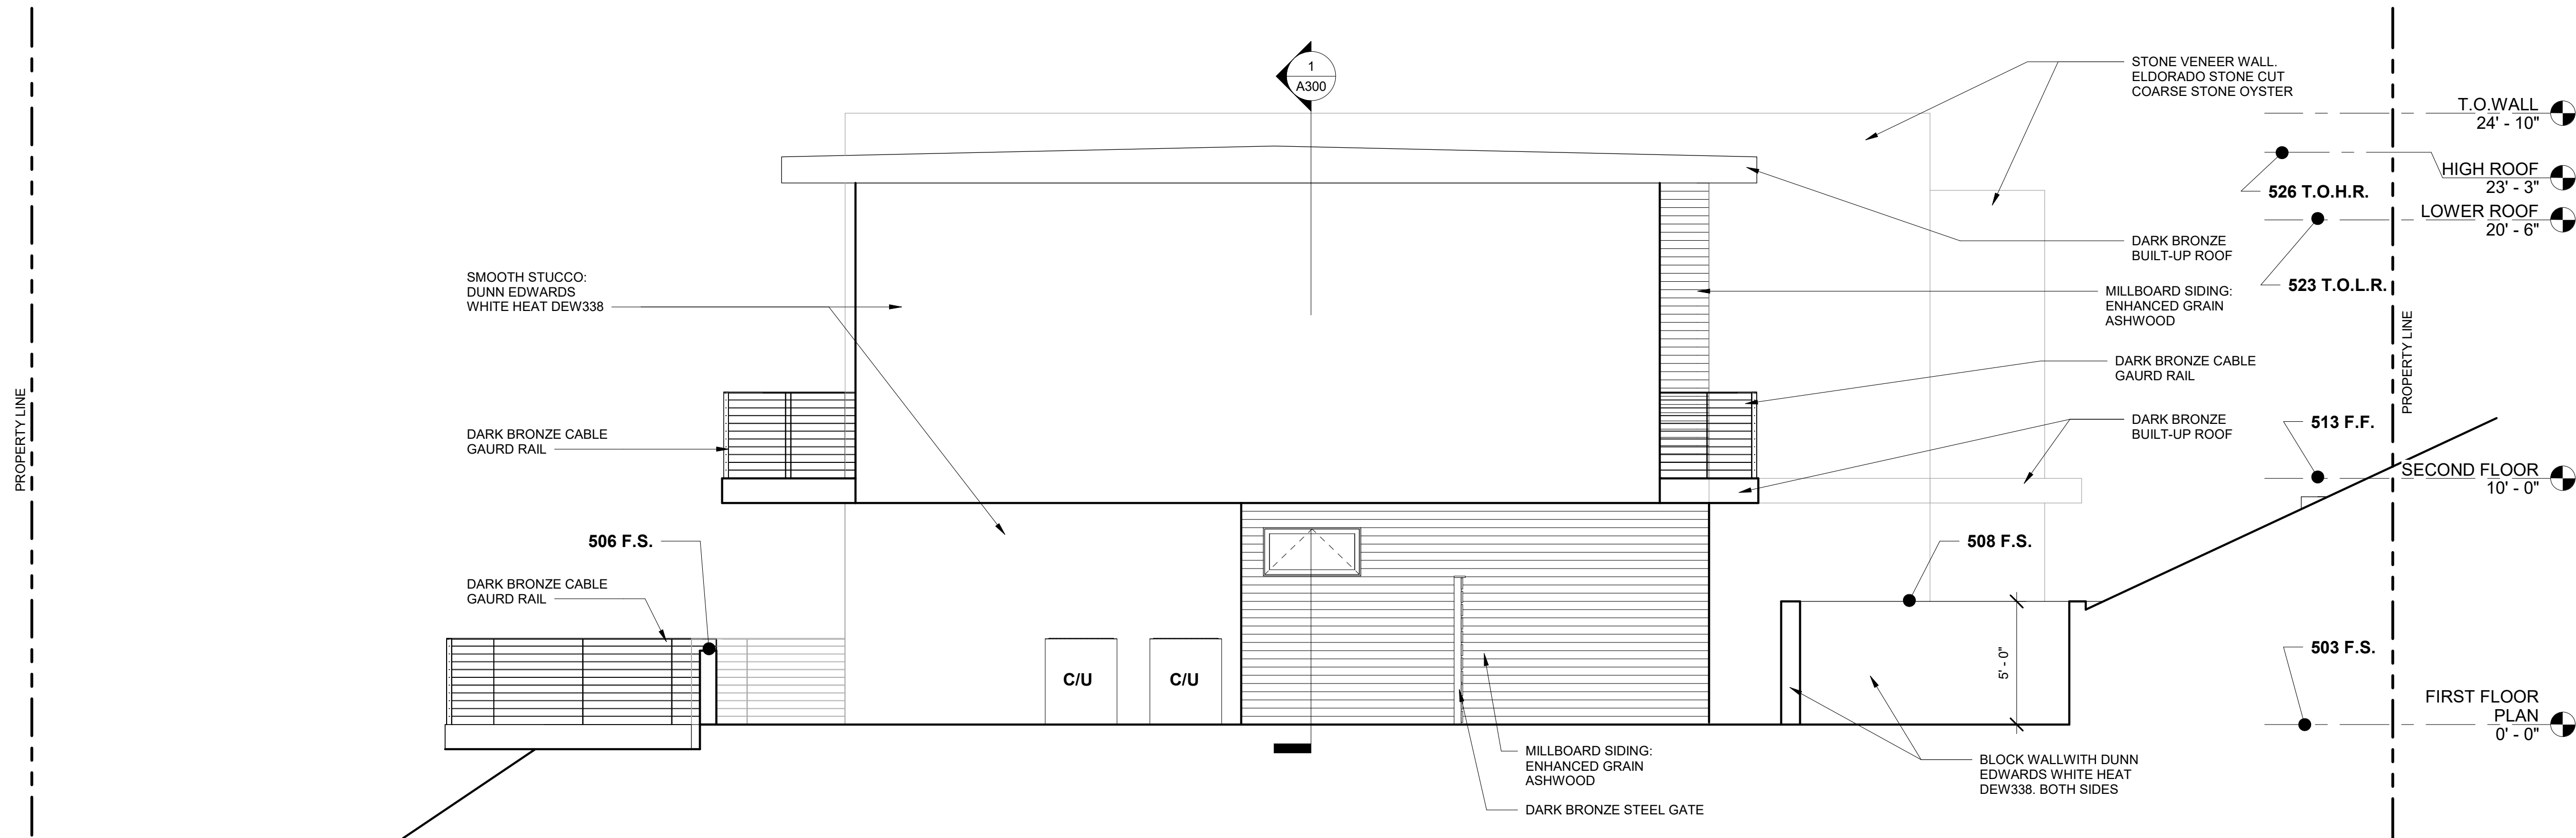 1
A300
STONE VENEER WALL.
ELDORADO STONE CUT
COARSE STONE OYSTER
T.O.WALL
24' - 10"
HIGH ROOF
23' - 3"
526 T.O.H.R.
LOWER ROOF
20' - 6"
DARK BRONZE
BUILT-UP ROOF
523 T.O.L.R.
SMOOTH STUCCO:
DUNN EDWARDS
WHITE HEAT DEW338
MILLBOARD SIDING:
ENHANCED GRAIN
ASHWOOD
PROPERTY LINE
PROPERTY LINE
DARK BRONZE CABLE
GAURD RAIL
DARK BRONZE CABLE
GAURD RAIL
DARK BRONZE
BUILT-UP ROOF
513 F.F.
SECOND FLOOR
10' - 0"
506 F.S.
508 F.S.
DARK BRONZE CABLE
GAURD RAIL
C/U
C/U
5' - 0"
503 F.S.
FIRST FLOOR
PLAN
0' - 0"
MILLBOARD SIDING:
ENHANCED GRAIN
ASHWOOD
DARK BRONZE STEEL GATE
BLOCK WALLWITH DUNN
EDWARDS WHITE HEAT
DEW338. BOTH SIDES